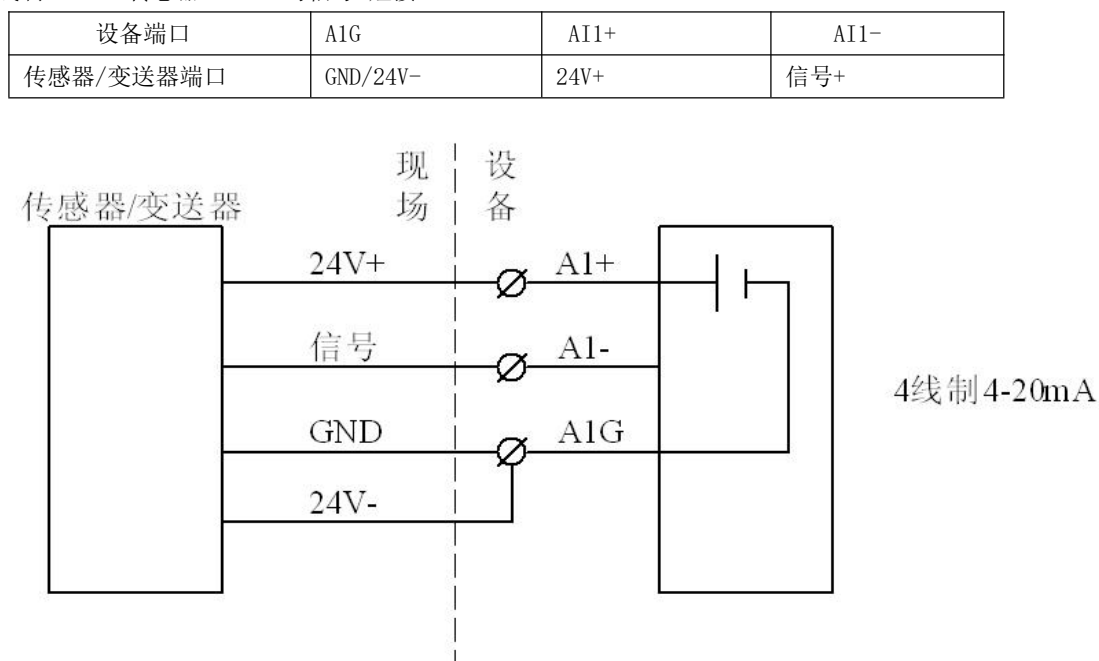 设备端口 A1G AI1+ AI1-
传感器/变送器端口 GND/24V- 24V+ 信号+
现场 设备
传感器/变送器
24V+ A1+
信号 A1-
4线制4-20mA
GND A1G
24V-